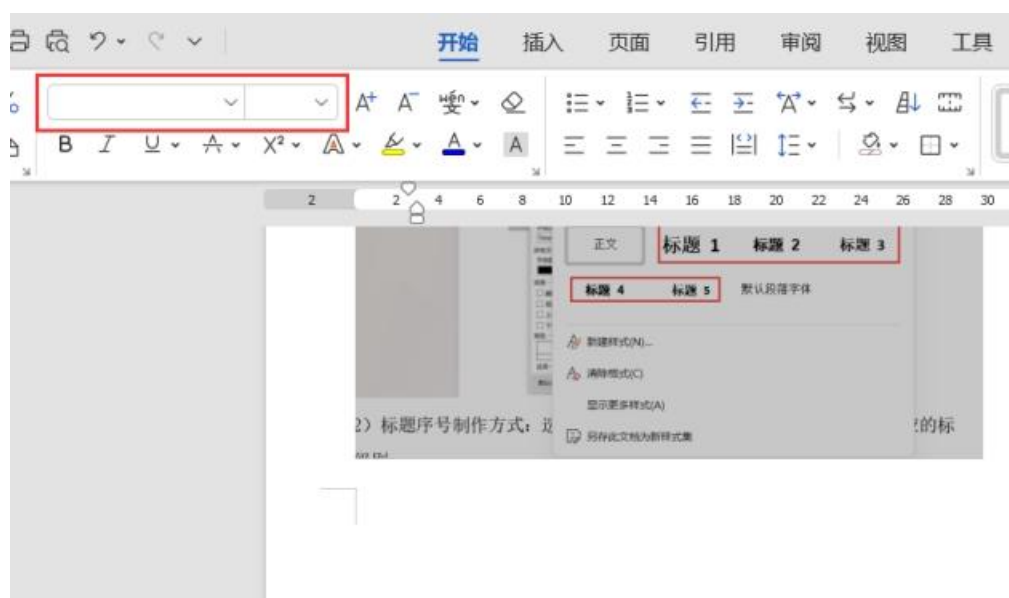 开始 插入 页面 引用 审阅 视图 工具
A+ A- wén 变
B I U A X² A A A
2 2 4 6 8 10 12 14 16 18 20 22 24 26 28 30
正文 标题 1 标题 2 标题 3
标题 4 标题 5 默认段落字体
新建样式(N)...
清除格式(C)
显示更多样式(A)
2）标题序号制作方式：
的标
另存此文档为新样式集